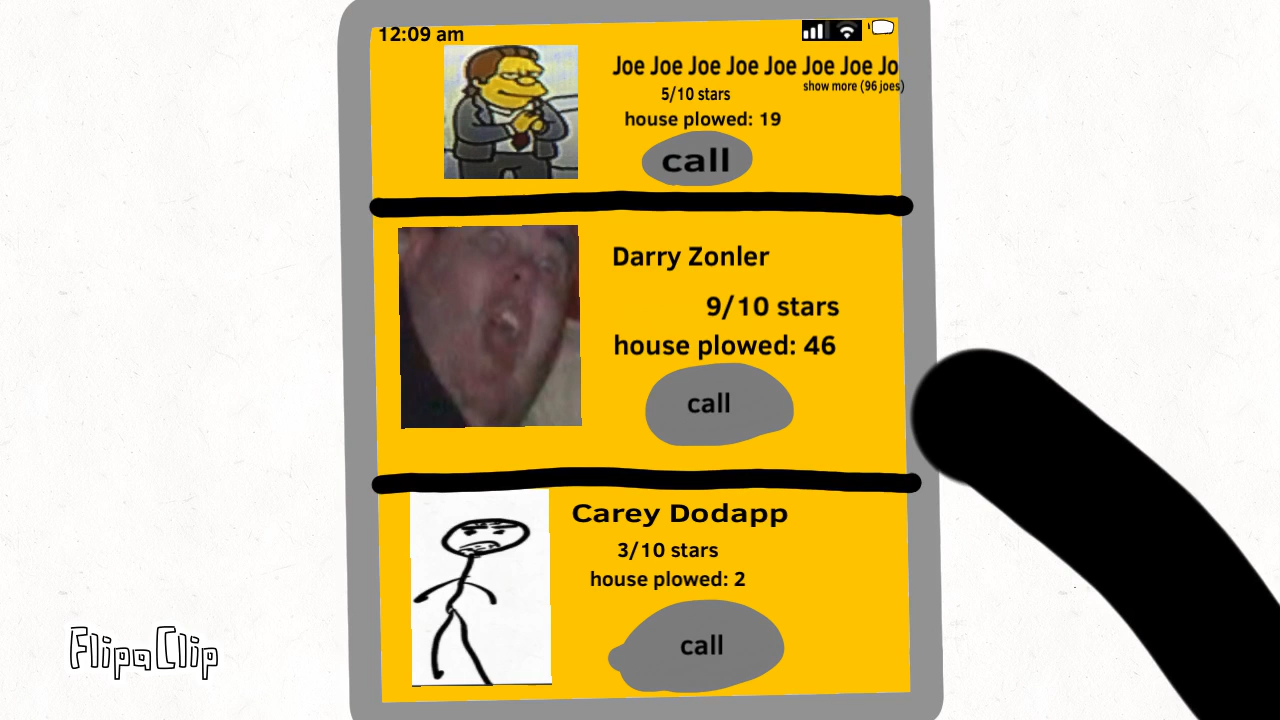 12:09 am
Joe Joe Joe Joe Joe Joe Joe Jo
show more (96 joes)
5/10 stars
house plowed: 19
call
Darry Zonler
9/10 stars
house plowed: 46
call
Carey Dodapp
3/10 stars
house plowed: 2
call
FlipaClip